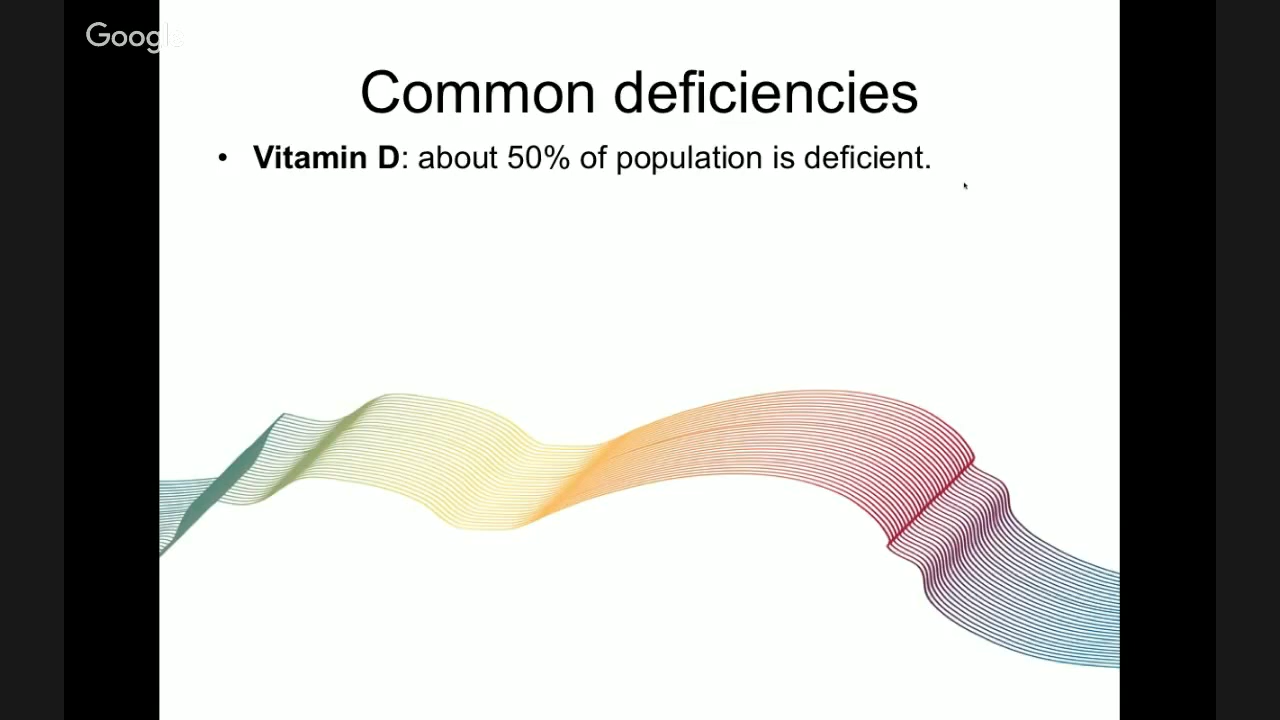 Google
Common deficiencies
• Vitamin D: about 50% of population is deficient.